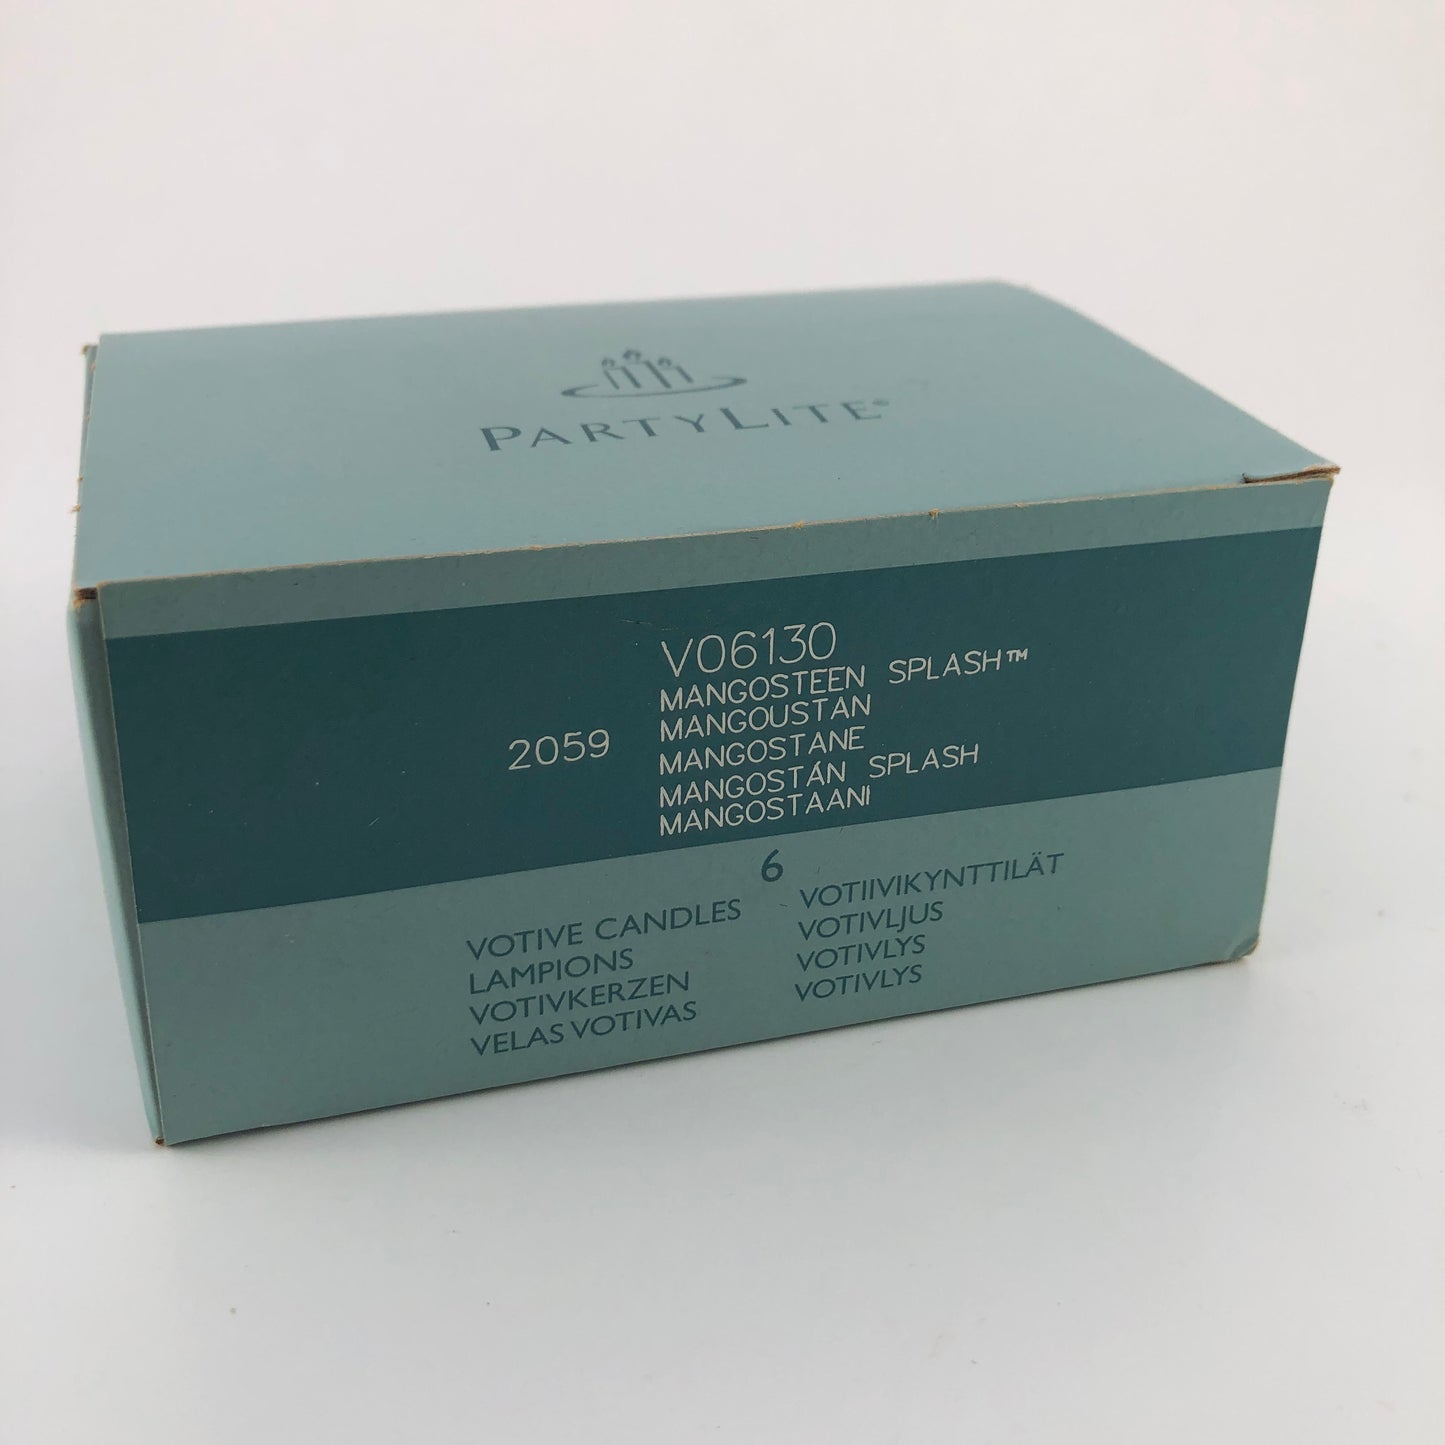 PARTYLITE®
V06130
MANGOSTEEN SPLASH™
MANGOUSTAN
MANGOSTANE
MANGOSTÁN SPLASH
MANGOSTAANI
2059
6
VOTIVE CANDLES
LAMPIONS
VOTIVKERZEN
VELAS VOTIVAS
VOTIIVIKYNTTILÄT
VOTIVLJUS
VOTIVLYS
VOTIVLYS